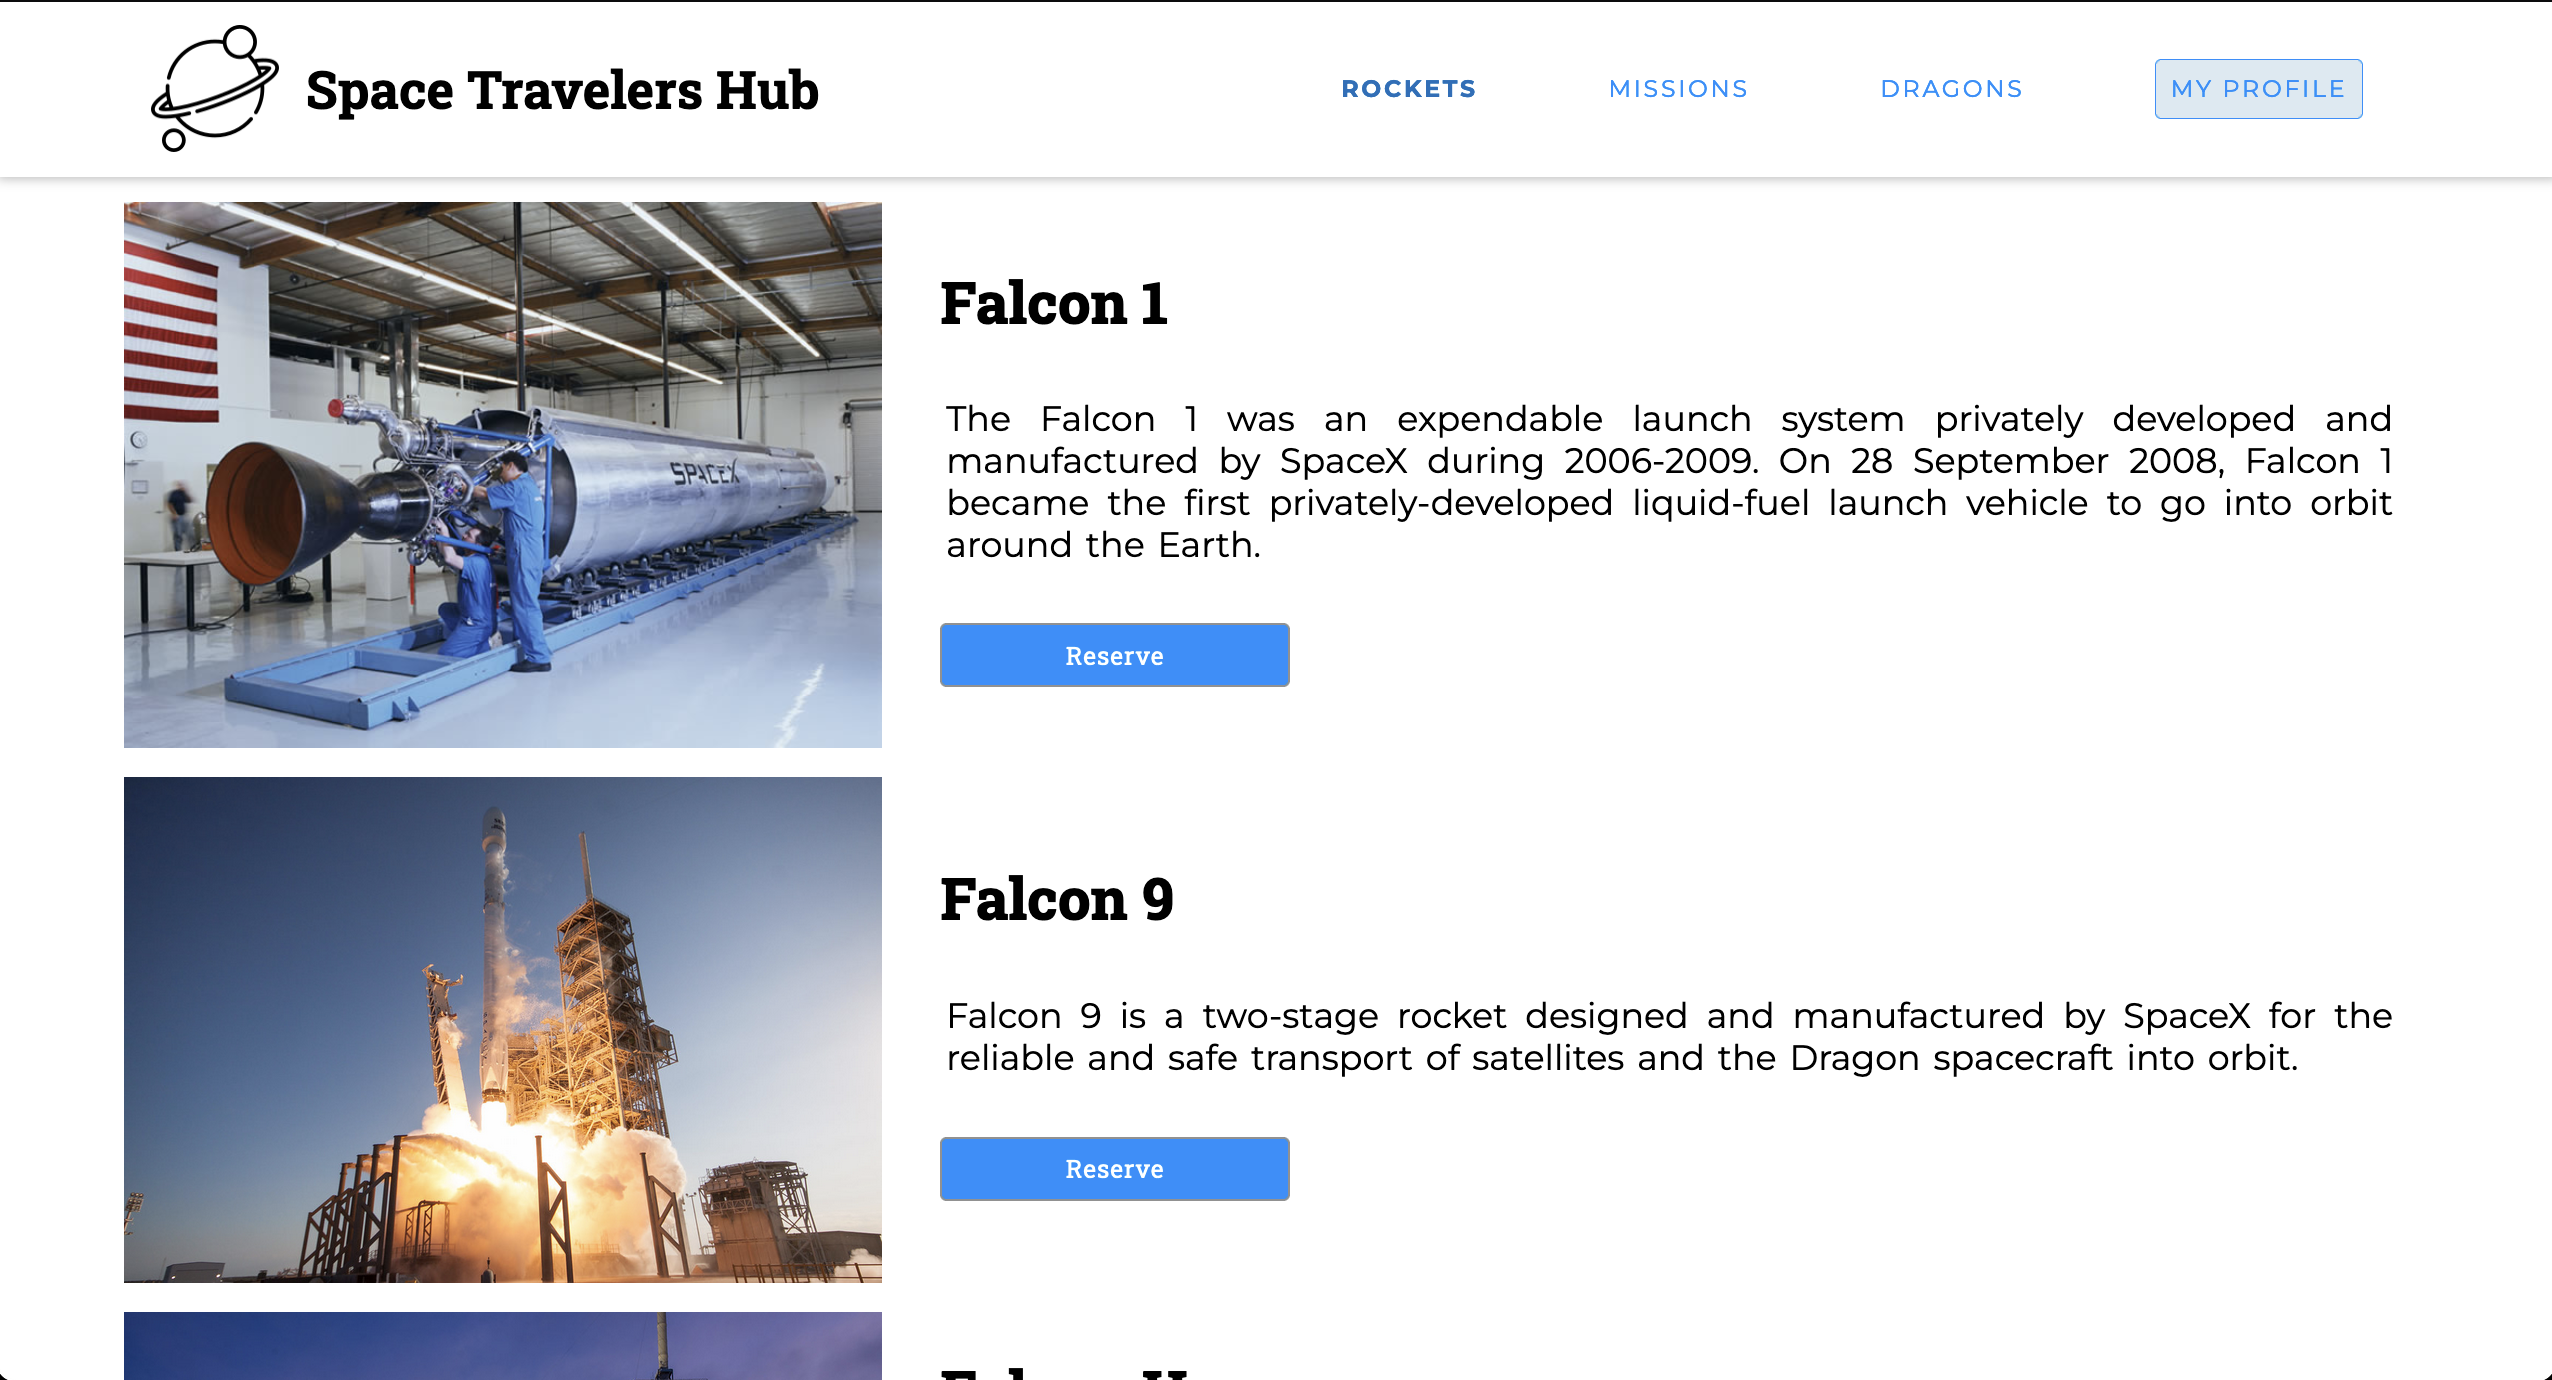 Space Travelers Hub
ROCKETS
MISSIONS
DRAGONS
MY PROFILE
SPACEX
Falcon 1
The Falcon 1 was an expendable launch system privately developed and
manufactured by SpaceX during 2006-2009. On 28 September 2008, Falcon 1
became the first privately-developed liquid-fuel launch vehicle to go into orbit
around the Earth.
Reserve
Falcon 9
Falcon 9 is a two-stage rocket designed and manufactured by SpaceX for the
reliable and safe transport of satellites and the Dragon spacecraft into orbit.
Reserve